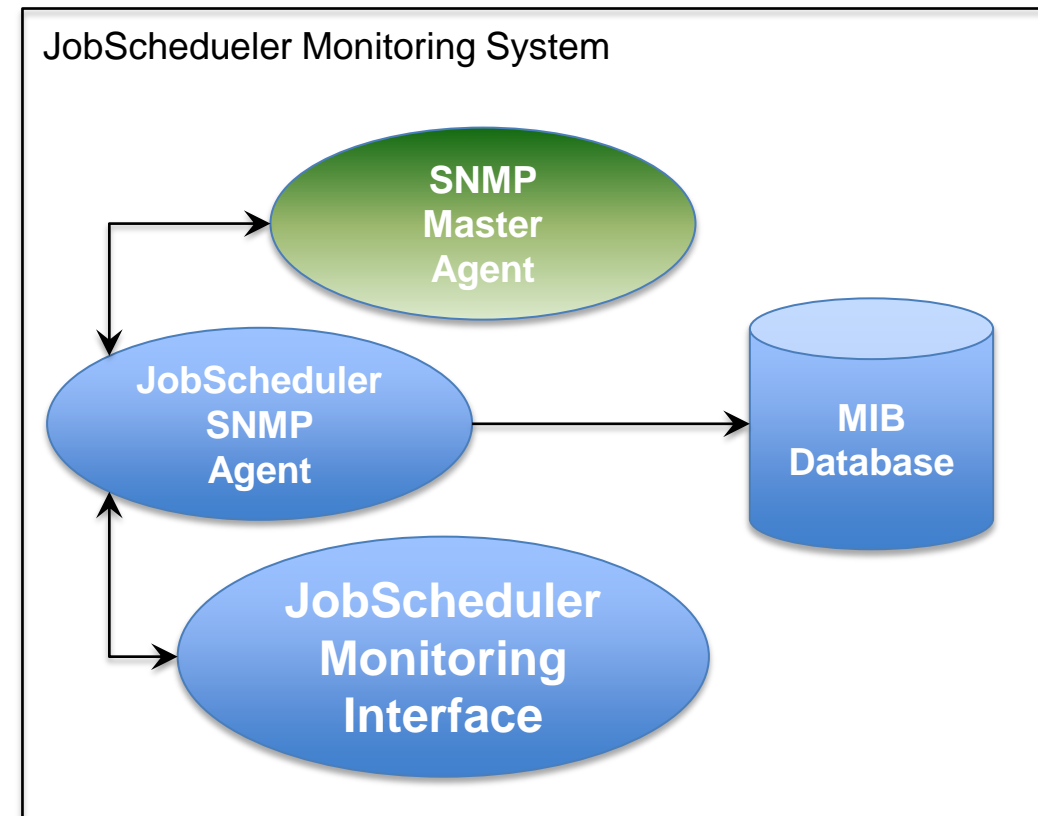 JobSchedueler Monitoring System
SNMP
Master
Agent
JobScheduler
SNMP
Agent
MIB
Database
JobScheduler
Monitoring
Interface